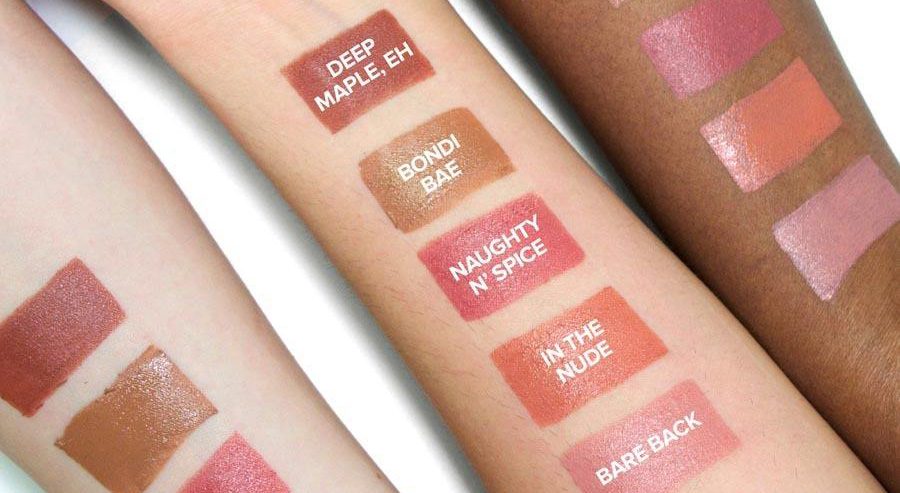 DEEP
MAPLE, EH
BONDI
BAE
NAUGHTY
N' SPICE
IN THE
NUDE
BARE BACK